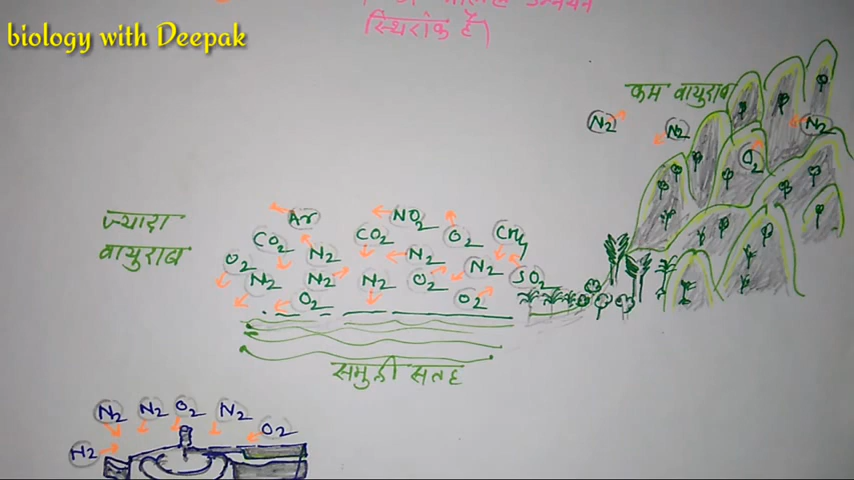 biology with Deepak
स्थिरांक है।
कम वायुदाब
N2 N2 N2
O2
ज्यादा
वायुदाब
Ar NO2
CO2 CO2 O2 CH4
O2 N2 N2
N2 N2 N2 O2 N2 SO2
O2 O2
समुद्री सतह
N2 N2 O2 N2
N2 O2